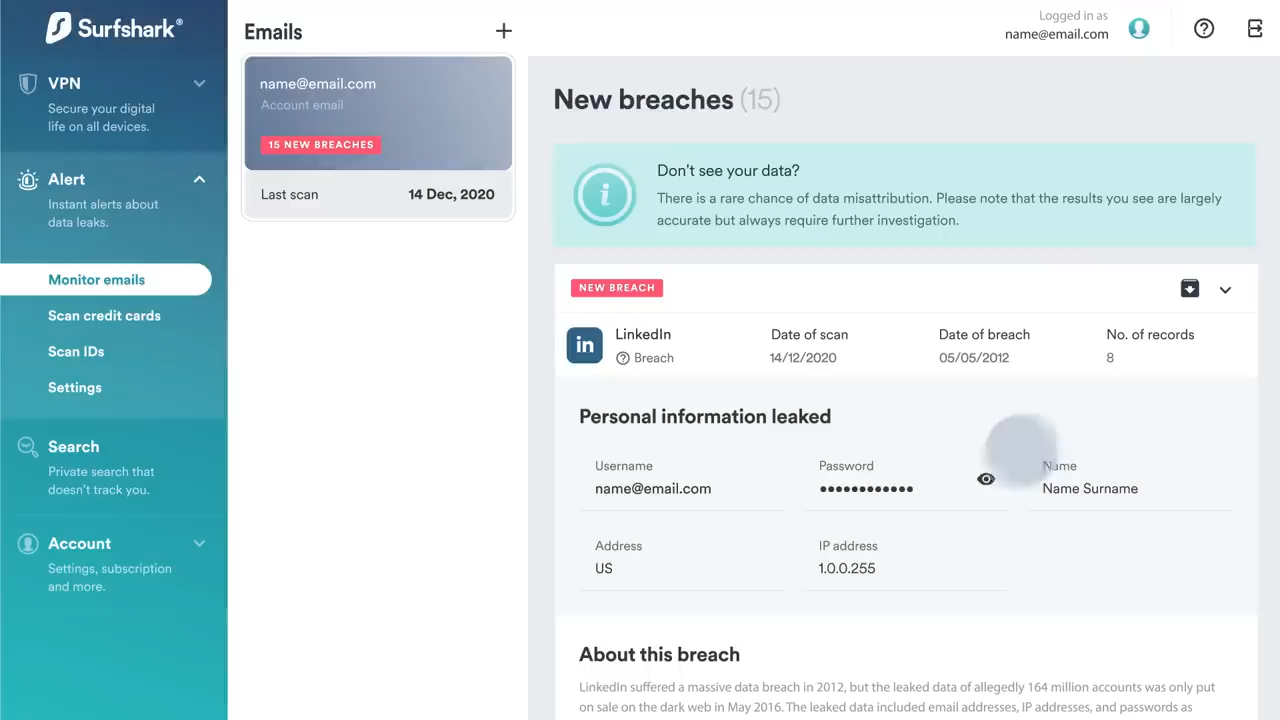 Surfshark®
VPN
Secure your digital
life on all devices.
Alert
Instant alerts about
data leaks.
Monitor emails
Scan credit cards
Scan IDs
Settings
Search
Private search that
doesn't track you.
Account
Settings, subscription
and more.
Emails
name@email.com
Account email
15 NEW BREACHES
Last scan 14 Dec, 2020
Logged in as
name@email.com
New breaches (15)
Don't see your data?
There is a rare chance of data misattribution. Please note that the results you see are largely
accurate but always require further investigation.
NEW BREACH
in
LinkedIn Date of scan Date of breach No. of records
Breach 14/12/2020 05/05/2012 8
Personal information leaked
Username Password Name
name@email.com •••••••••••• Name Surname
Address IP address
US 1.0.0.255
About this breach
LinkedIn suffered a massive data breach in 2012, but the leaked data of allegedly 164 million accounts was only put
on sale on the dark web in May 2016. The leaked data included email addresses, IP addresses, and passwords as